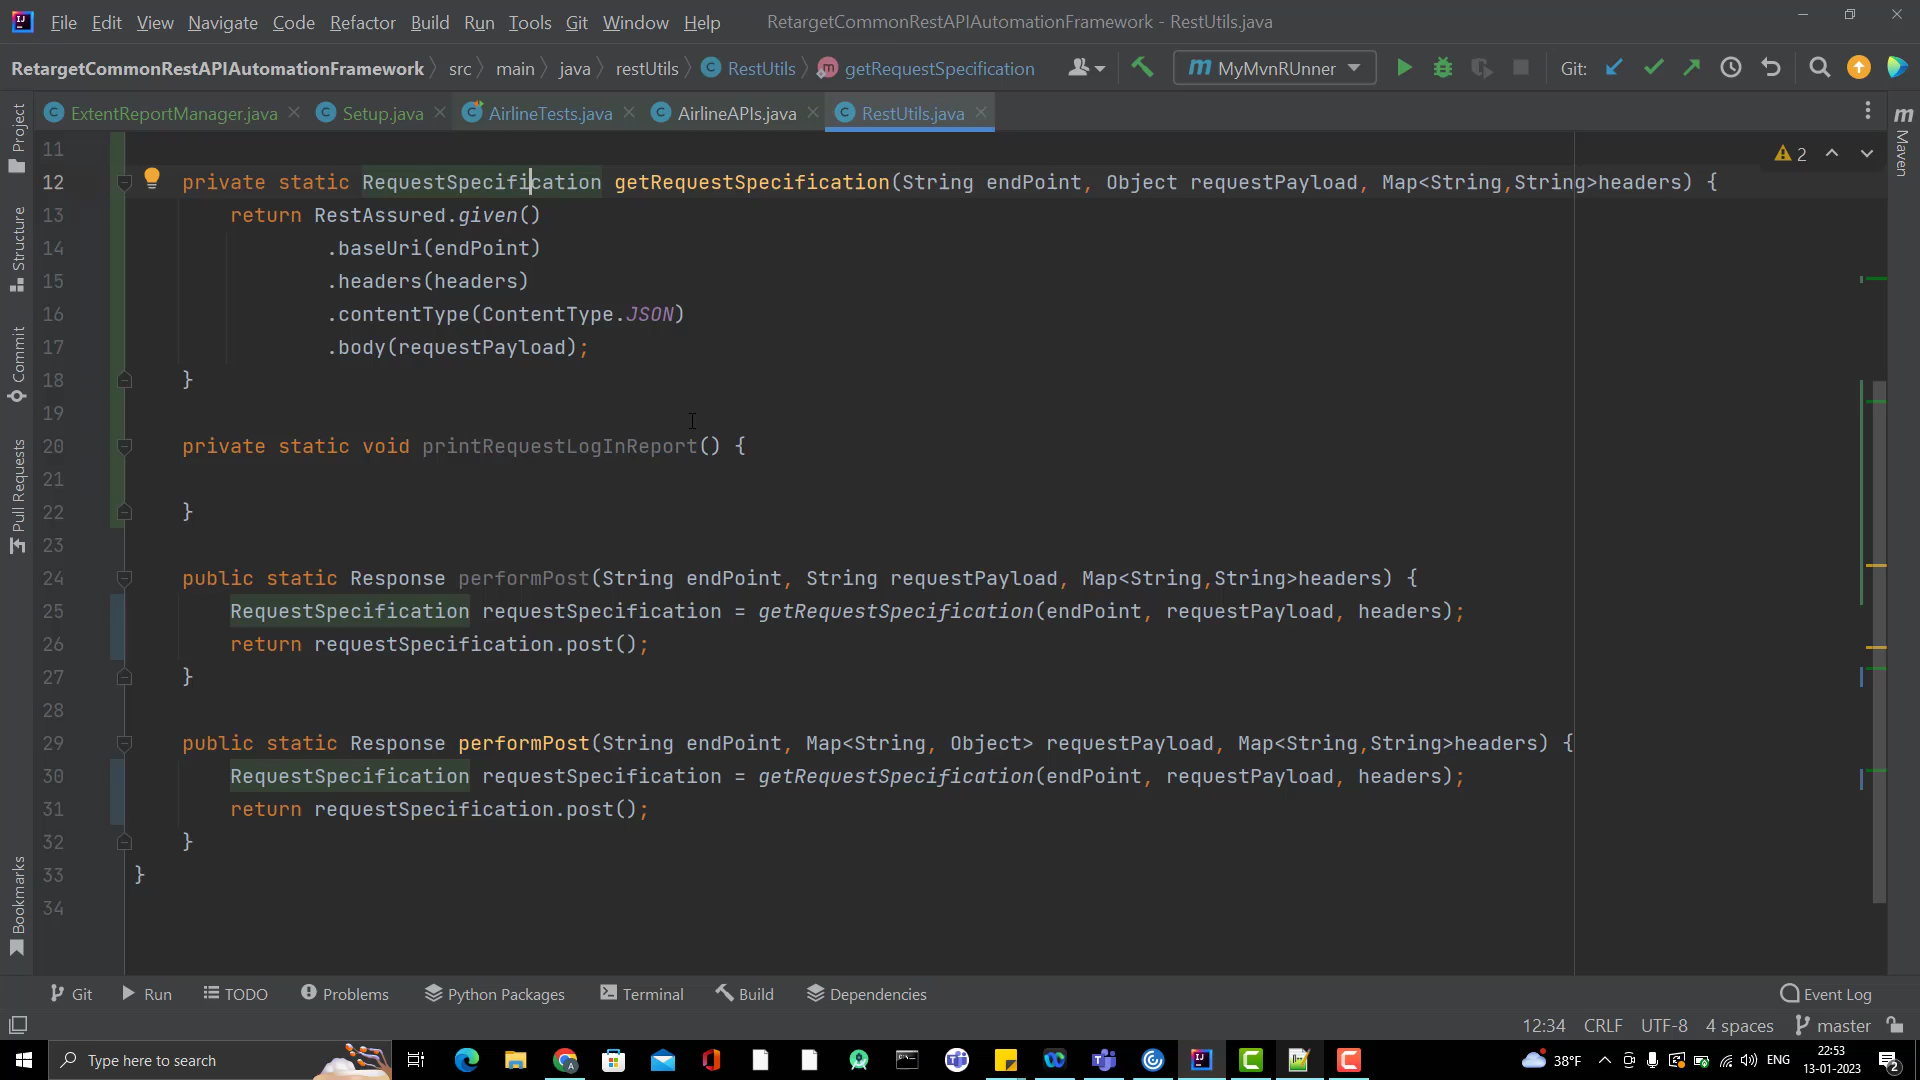 File Edit View Navigate Code Refactor Build Run Tools Git Window Help RetargetCommonRestAPIAutomationFramework - RestUtils.java
RetargetCommonRestAPIAutomationFramework src main java restUtils RestUtils getRequestSpecification MyMvnRUnner Git:
ExtentReportManager.java Setup.java AirlineTests.java AirlineAPIs.java RestUtils.java
Project
Structure
Commit
Pull Requests
Bookmarks
Maven
2
11
12 private static RequestSpecification getRequestSpecification(String endPoint, Object requestPayload, Map<String,String>headers) {
13 return RestAssured.given()
14 .baseUri(endPoint)
15 .headers(headers)
16 .contentType(ContentType.JSON)
17 .body(requestPayload);
18 }
19
20 private static void printRequestLogInReport() {
21
22 }
23
24 public static Response performPost(String endPoint, String requestPayload, Map<String,String>headers) {
25 RequestSpecification requestSpecification = getRequestSpecification(endPoint, requestPayload, headers);
26 return requestSpecification.post();
27 }
28
29 public static Response performPost(String endPoint, Map<String, Object> requestPayload, Map<String,String>headers) {
30 RequestSpecification requestSpecification = getRequestSpecification(endPoint, requestPayload, headers);
31 return requestSpecification.post();
32 }
33 }
34
Git Run TODO Problems Python Packages Terminal Build Dependencies Event Log
12:34 CRLF UTF-8 4 spaces master
Type here to search 38°F ENG 22:53
13-01-2023 2